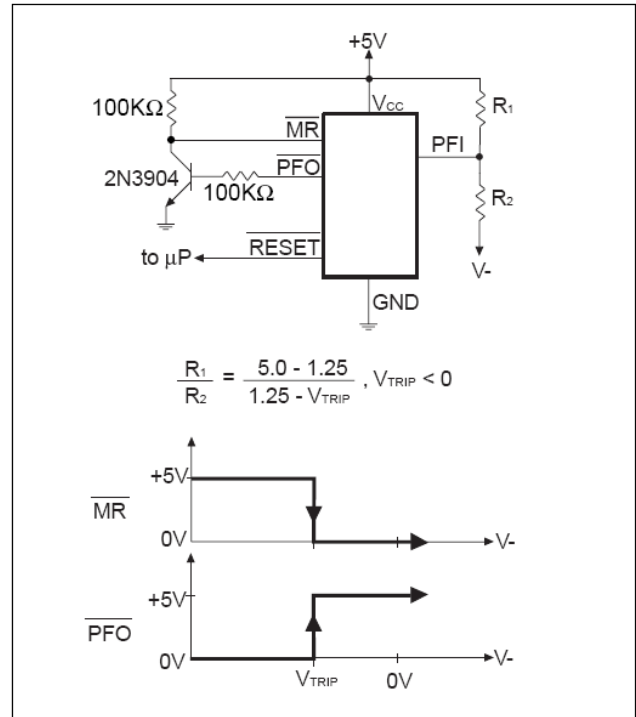 +5V
100KΩ
VCC
R1
MR
PFI
PFO
2N3904
100KΩ
R2
RESET
to μP
V-
GND
R1/R2 = (5.0 - 1.25)/(1.25 - VTRIP) , VTRIP < 0
+5V
MR
0V
V-
+5V
PFO
0V
V-
VTRIP
0V